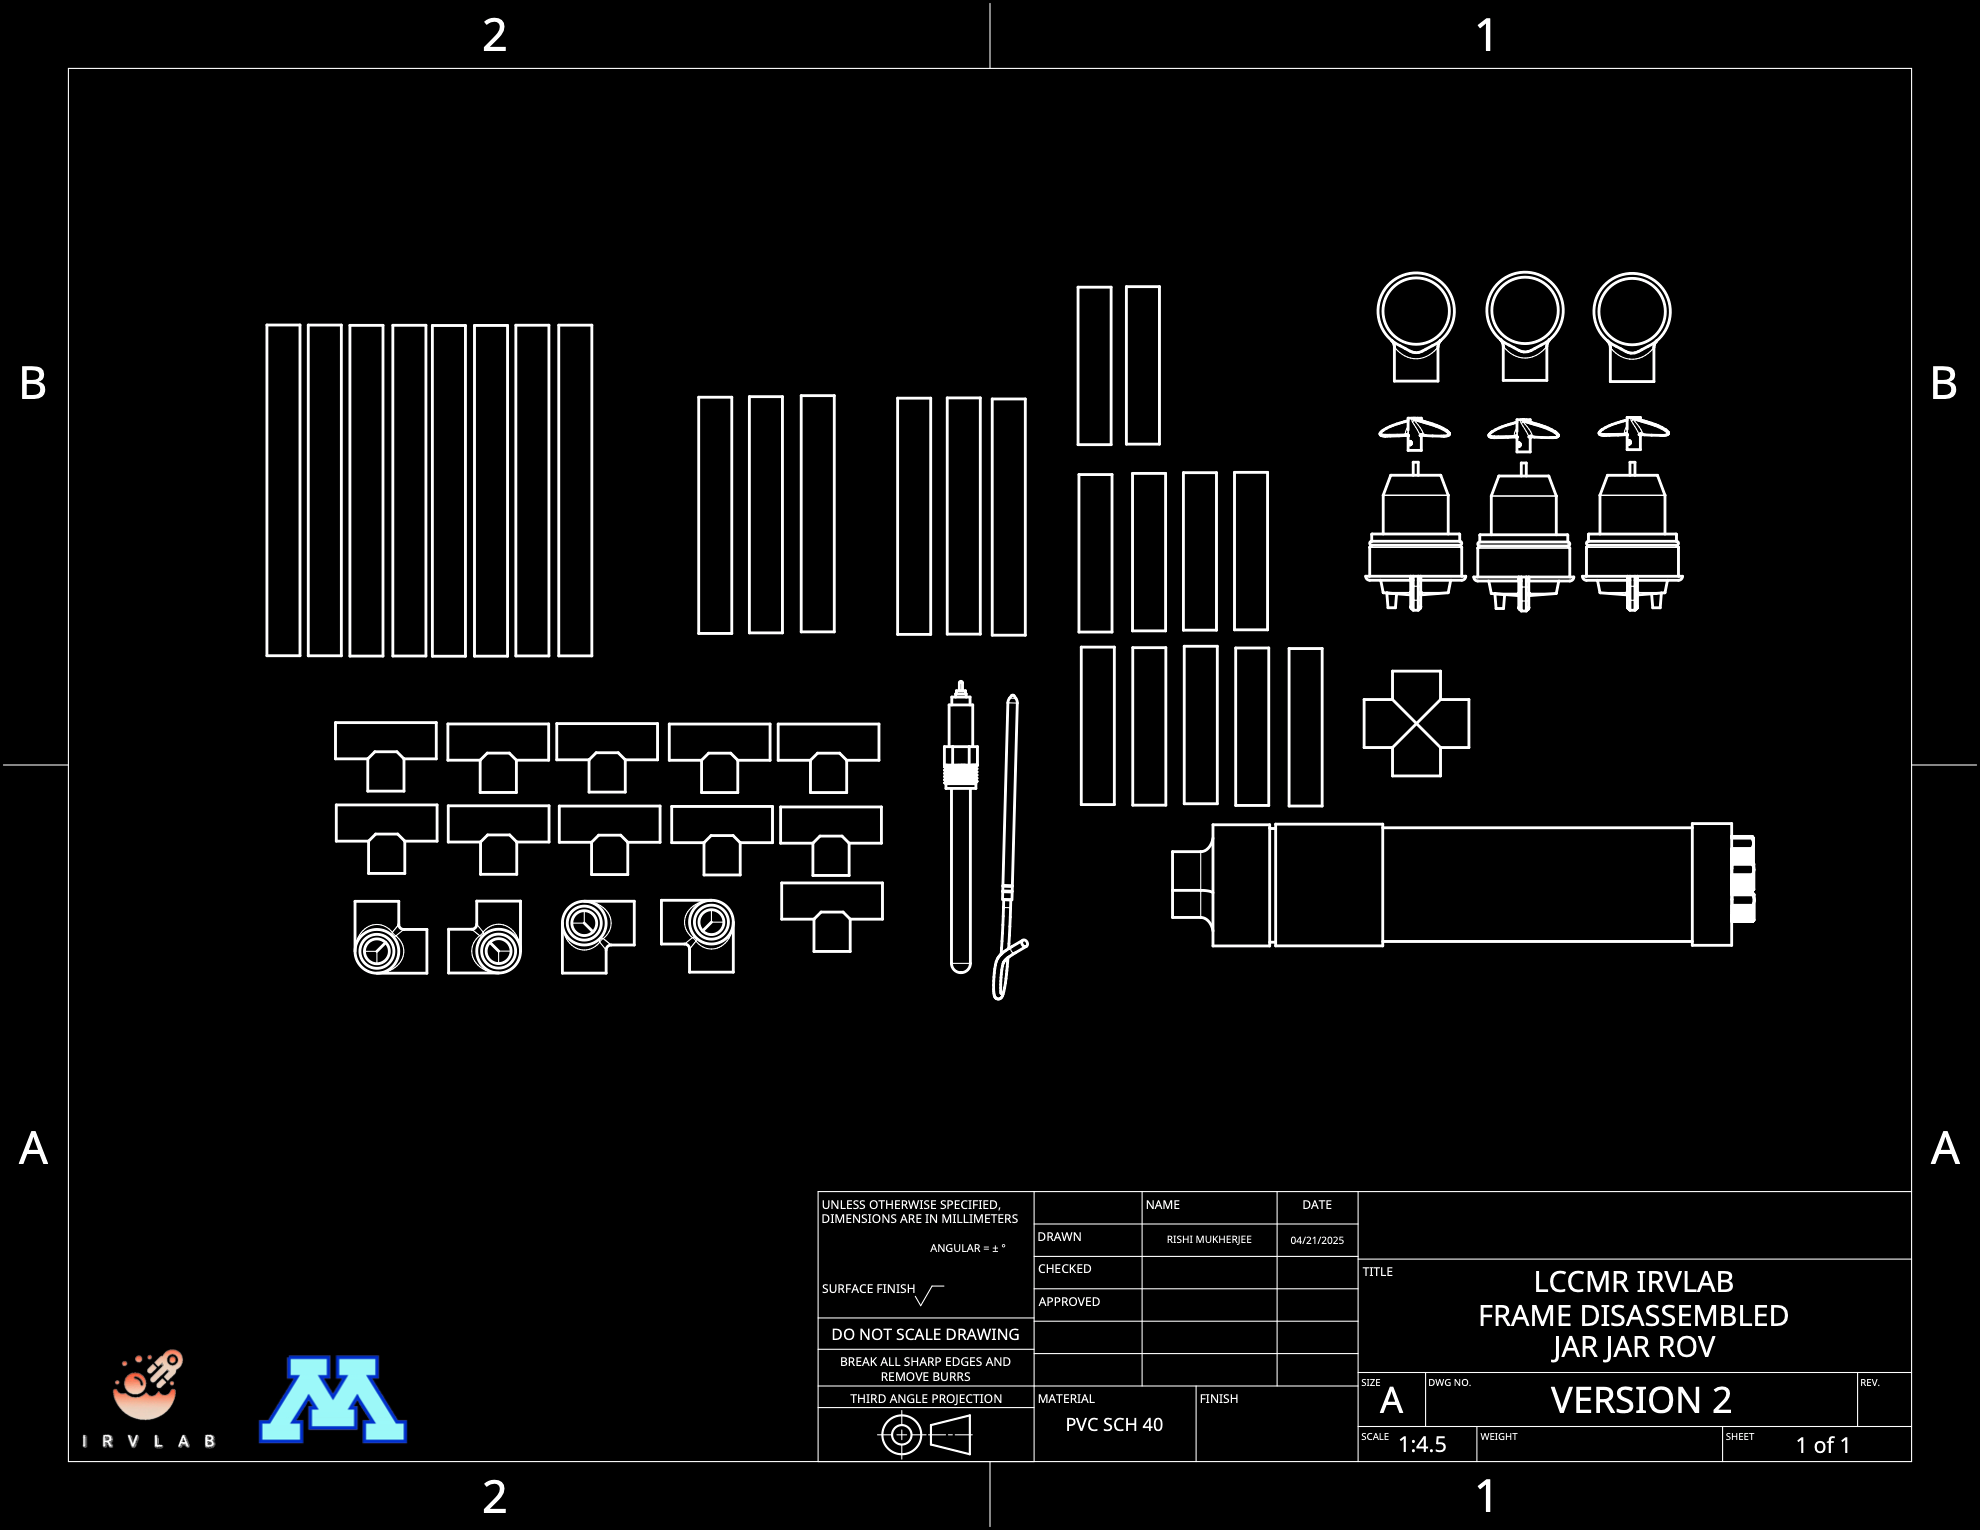 2 1
B B
A A
UNLESS OTHERWISE SPECIFIED,
DIMENSIONS ARE IN MILLIMETERS
ANGULAR = ± °
SURFACE FINISH
DO NOT SCALE DRAWING
BREAK ALL SHARP EDGES AND
REMOVE BURRS
THIRD ANGLE PROJECTION
NAME DATE
DRAWN RISHI MUKHERJEE 04/21/2025
CHECKED
APPROVED
MATERIAL
PVC SCH 40
FINISH
TITLE
LCCMR IRVLAB
FRAME DISASSEMBLED
JAR JAR ROV
SIZE
A
DWG NO.
VERSION 2
REV.
SCALE 1:4.5
WEIGHT
SHEET 1 of 1
M
IRVLAB
2 1